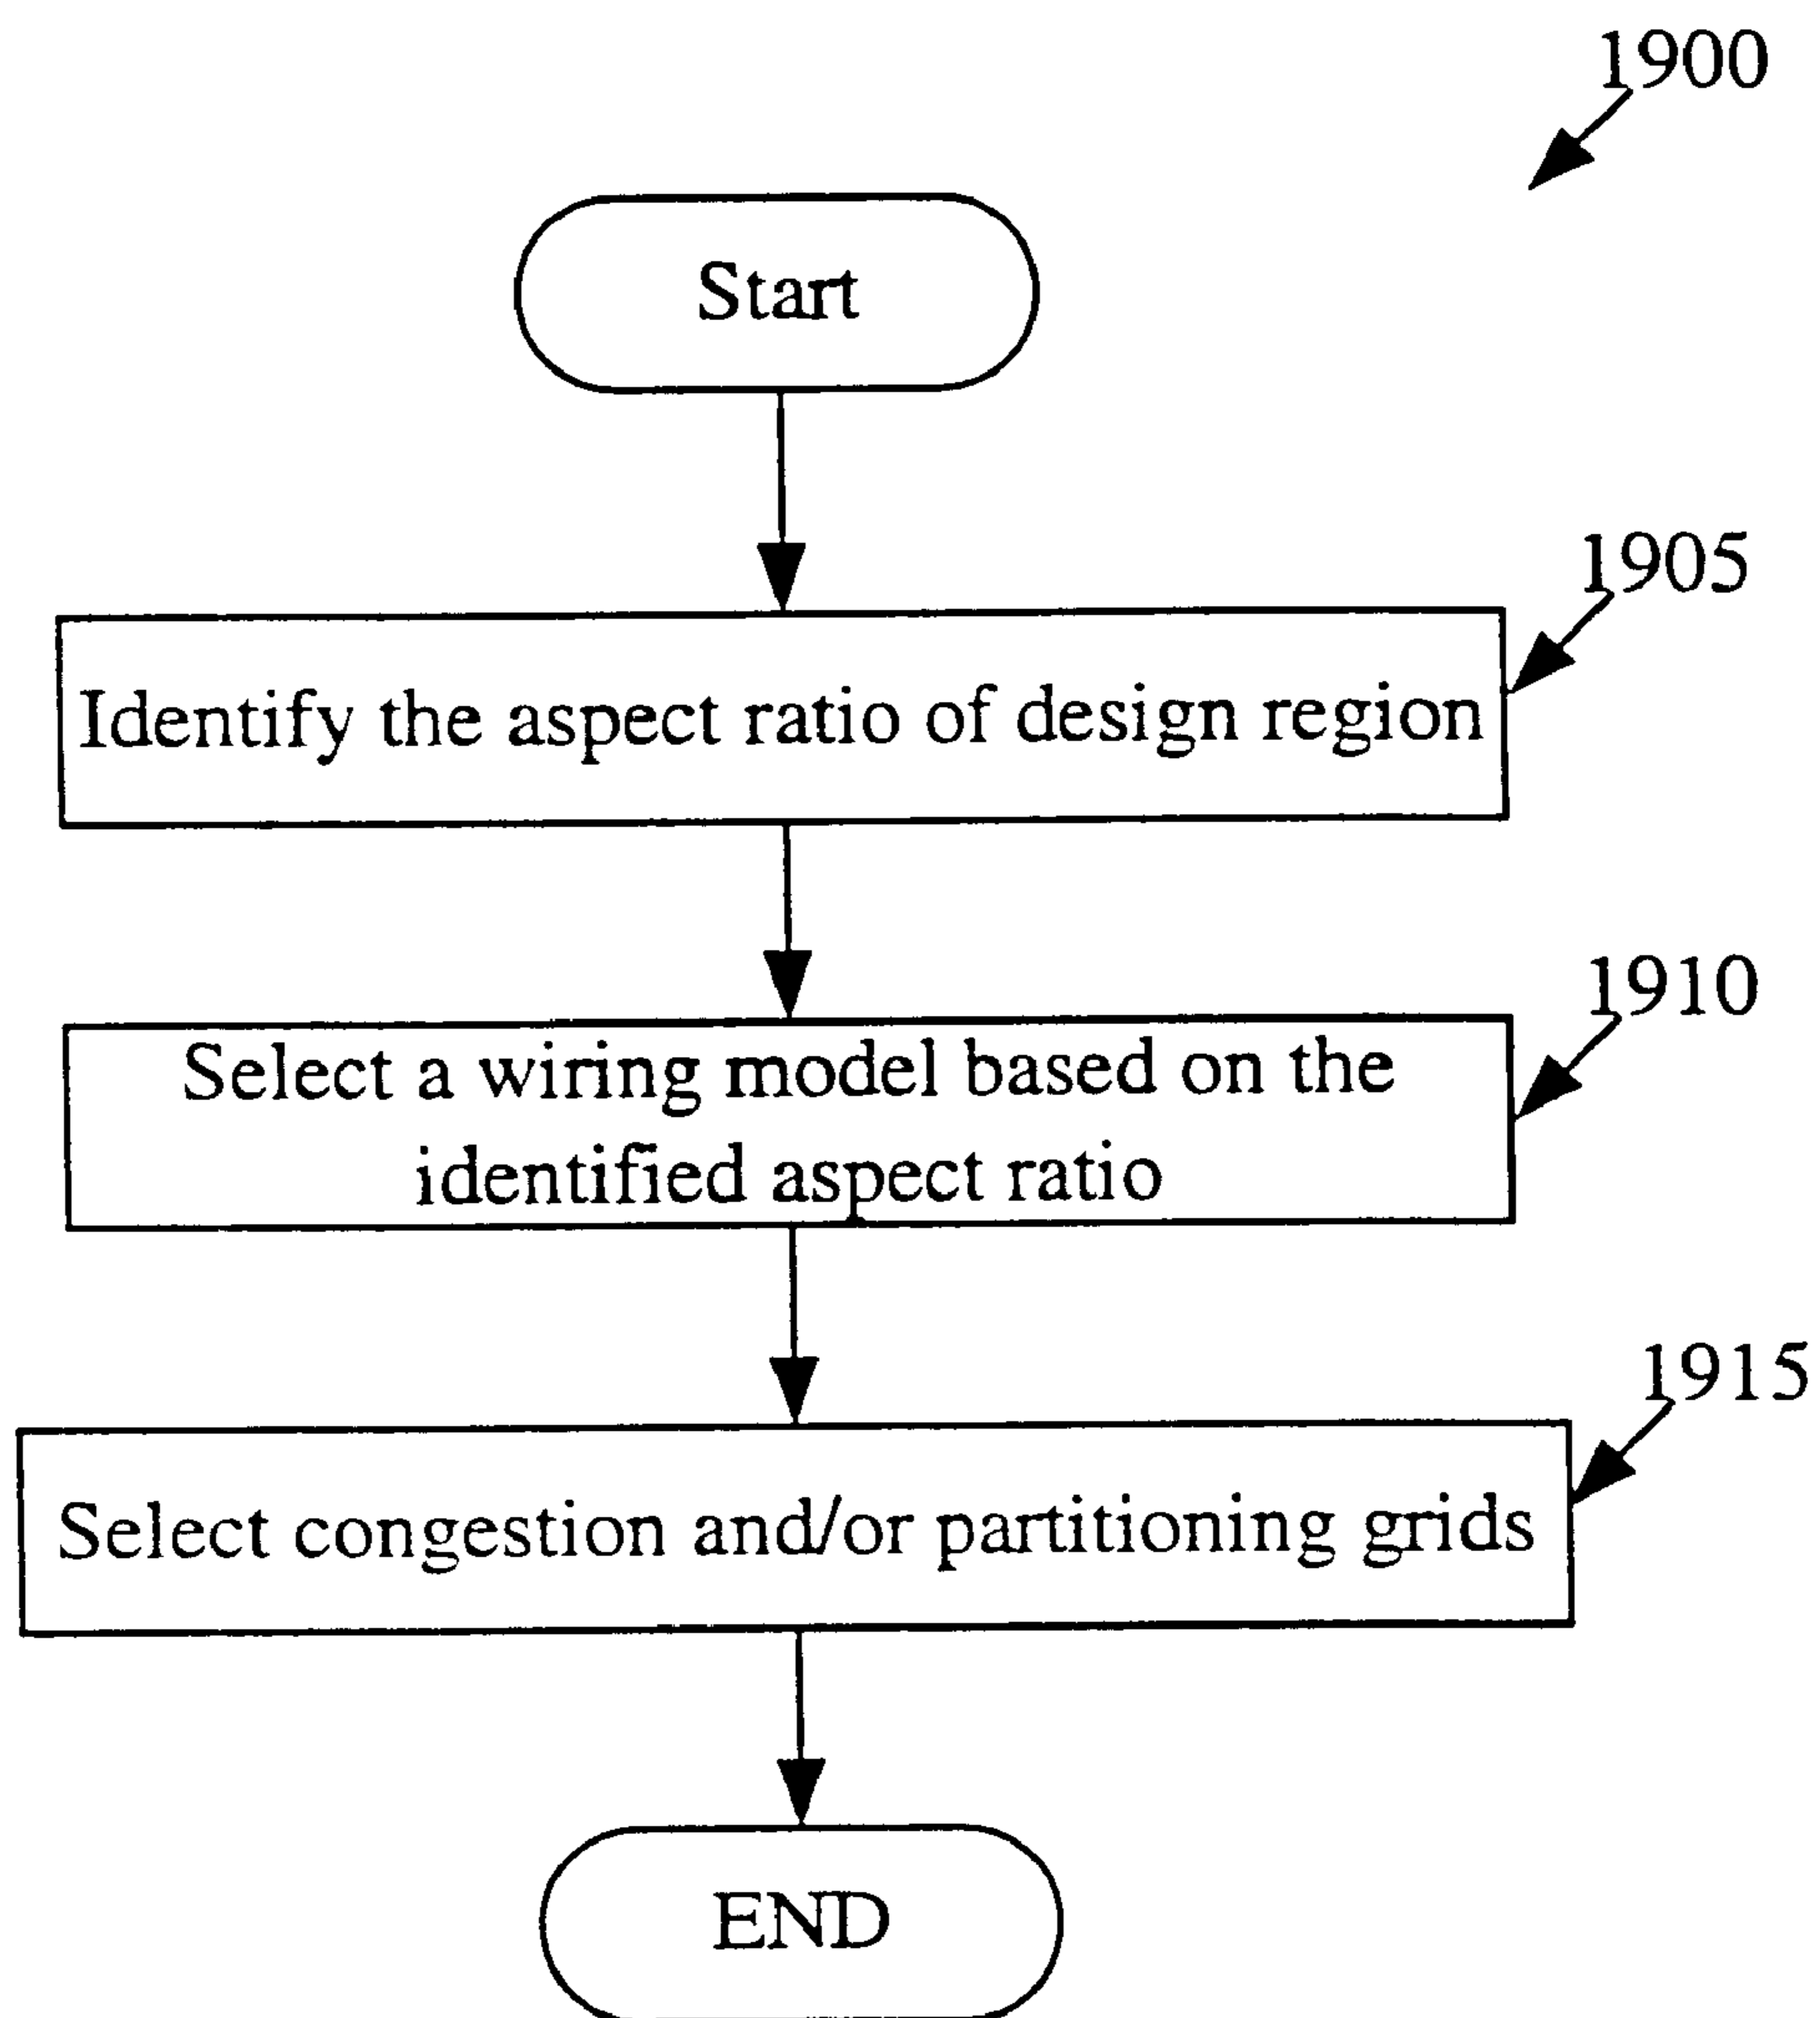 1900
Start
1905
Identify the aspect ratio of design region
1910
Select a wiring model based on the
identified aspect ratio
1915
Select congestion and/or partitioning grids
END